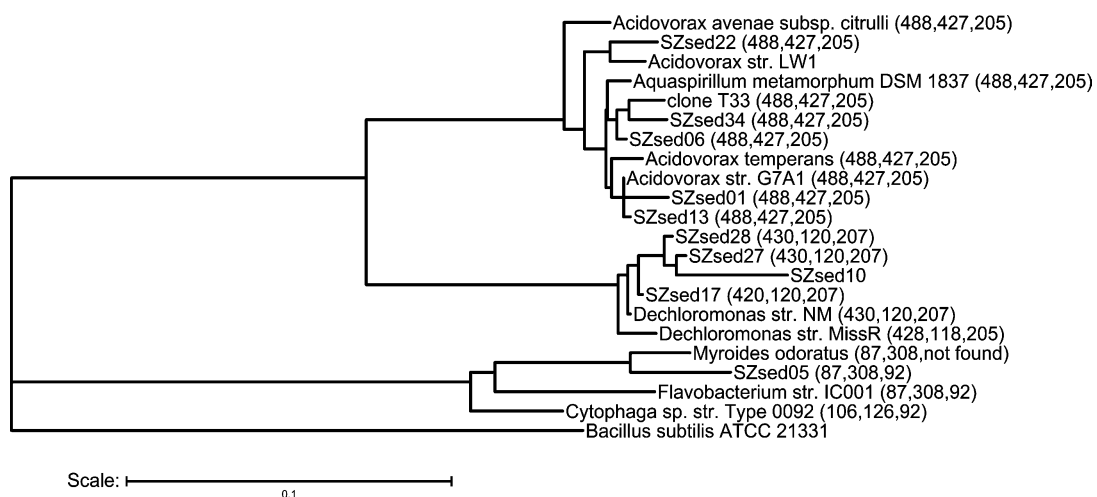 Acidovorax avenae subsp. citrulli (488,427,205)
SZsed22 (488,427,205)
Acidovorax str. LW1
Aquaspirillum metamorphum DSM 1837 (488,427,205)
clone T33 (488,427,205)
SZsed34 (488,427,205)
SZsed06 (488,427,205)
Acidovorax temperans (488,427,205)
Acidovorax str. G7A1 (488,427,205)
SZsed01 (488,427,205)
SZsed13 (488,427,205)
SZsed28 (430,120,207)
SZsed27 (430,120,207)
SZsed10
SZsed17 (420,120,207)
Dechloromonas str. NM (430,120,207)
Dechloromonas str. MissR (428,118,205)
Myroides odoratus (87,308,not found)
SZsed05 (87,308,92)
Flavobacterium str. IC001 (87,308,92)
Cytophaga sp. str. Type 0092 (106,126,92)
Bacillus subtilis ATCC 21331
Scale:
0.1